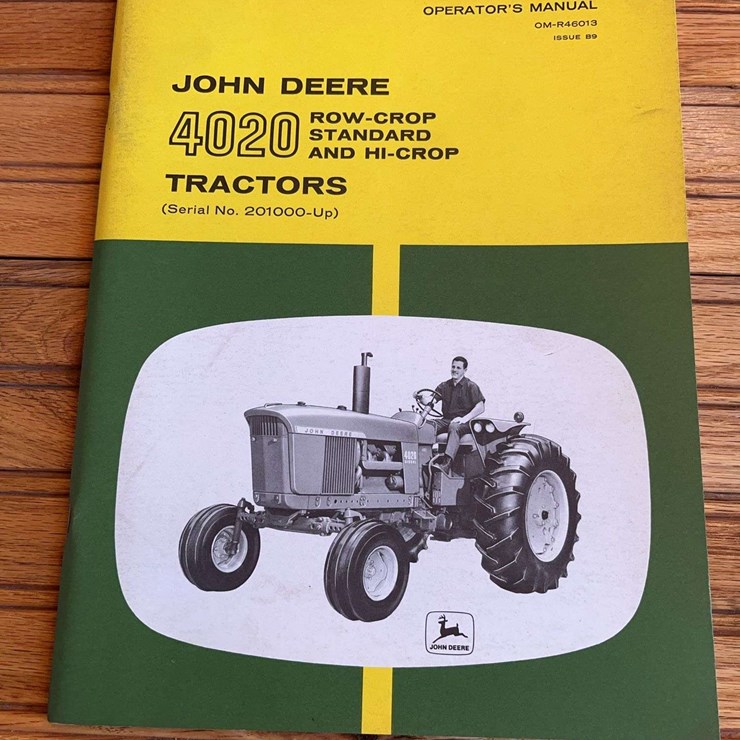 OPERATOR'S MANUAL
OM-R46013
ISSUE B9
JOHN DEERE
4020 ROW-CROP
STANDARD
AND HI-CROP
TRACTORS
(Serial No. 201000-Up)
JOHN DEERE
4020
DIESEL
JOHN DEERE